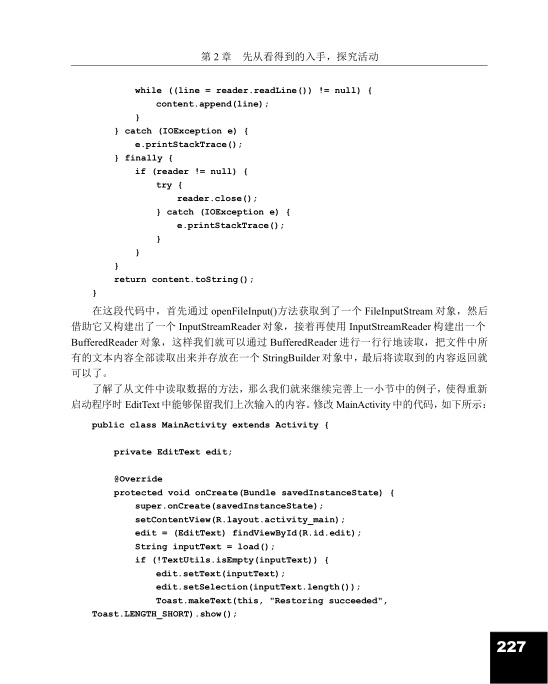 第 2 章 先从看得到的入手，探究活动
while ((line = reader.readLine()) != null) {
content.append(line);
}
} catch (IOException e) {
e.printStackTrace();
} finally {
if (reader != null) {
try {
reader.close();
} catch (IOException e) {
e.printStackTrace();
}
}
}
return content.toString();
}
在这段代码中，首先通过 openFileInput()方法获取到了一个 FileInputStream 对象，然后
借助它又构建出了一个 InputStreamReader 对象，接着再使用 InputStreamReader 构建出一个
BufferedReader 对象，这样我们就可以通过 BufferedReader 进行一行行地读取，把文件中所
有的文本内容全部读取出来并存放在一个 StringBuilder 对象中，最后将读取到的内容返回就
可以了。
了解了从文件中读取数据的方法，那么我们就来继续完善上一小节中的例子，使得重新
启动程序时 EditText 中能够保留我们上次输入的内容。修改 MainActivity 中的代码，如下所示：
public class MainActivity extends Activity {
private EditText edit;
@Override
protected void onCreate(Bundle savedInstanceState) {
super.onCreate(savedInstanceState);
setContentView(R.layout.activity_main);
edit = (EditText) findViewById(R.id.edit);
String inputText = load();
if (!TextUtils.isEmpty(inputText)) {
edit.setText(inputText);
edit.setSelection(inputText.length());
Toast.makeText(this, "Restoring succeeded",
Toast.LENGTH_SHORT).show();
227